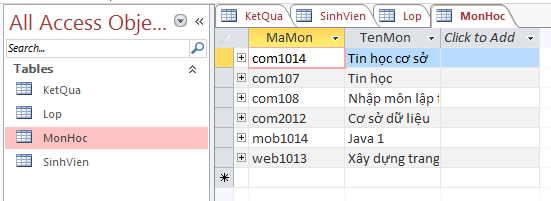 All Access Obje...
Search...
Tables
KetQua
Lop
MonHoc
SinhVien
KetQua SinhVien Lop MonHoc
MaMon TenMon Click to Add
com1014 Tin học cơ sở
com107 Tin học
com108 Nhập môn lập
com2012 Cơ sở dữ liệu
mob1014 Java 1
web1013 Xây dựng trang